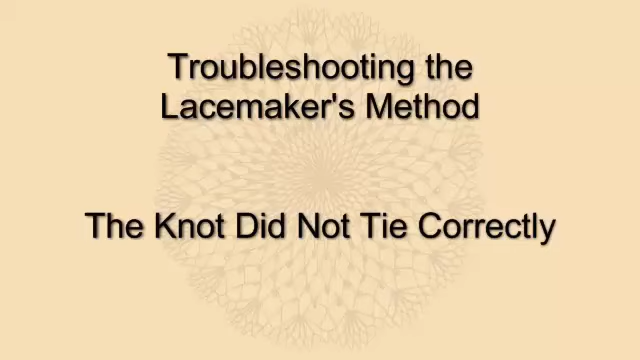 Troubleshooting the
Lacemaker's Method
The Knot Did Not Tie Correctly